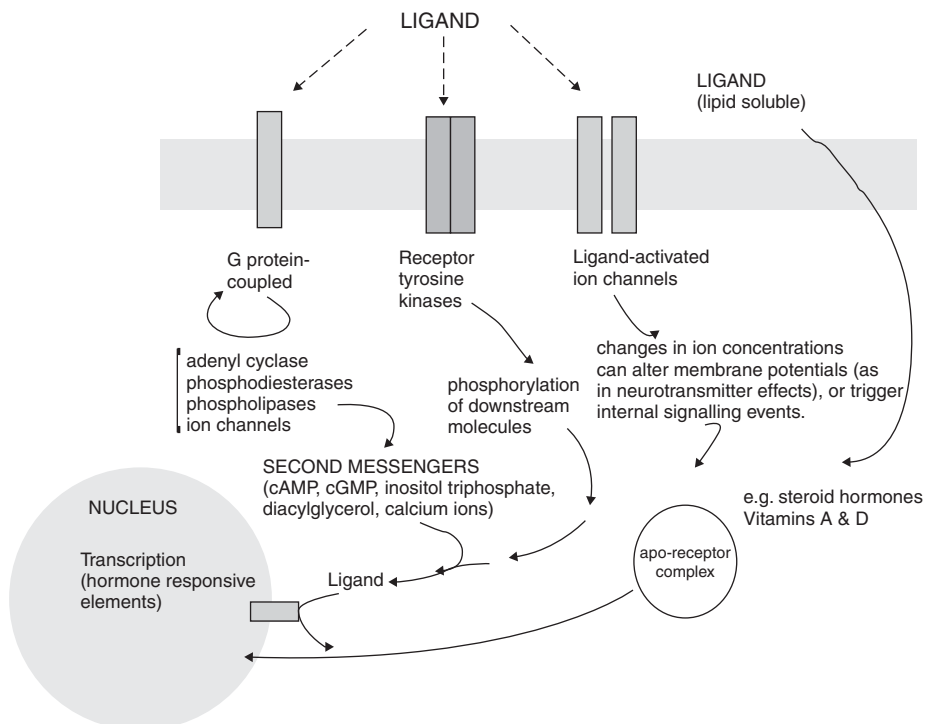 LIGAND
LIGAND
(lipid soluble)
G protein-
coupled
Receptor
tyrosine
kinases
Ligand-activated
ion channels
adenyl cyclase
phosphodiesterases
phospholipases
ion channels
phosphorylation
of downstream
molecules
changes in ion concentrations
can alter membrane potentials (as
in neurotransmitter effects), or trigger
internal signalling events.
SECOND MESSENGERS
(cAMP, cGMP, inositol triphosphate,
diacylglycerol, calcium ions)
e.g. steroid hormones
Vitamins A & D
NUCLEUS
Transcription
(hormone responsive
elements)
Ligand
apo-receptor
complex